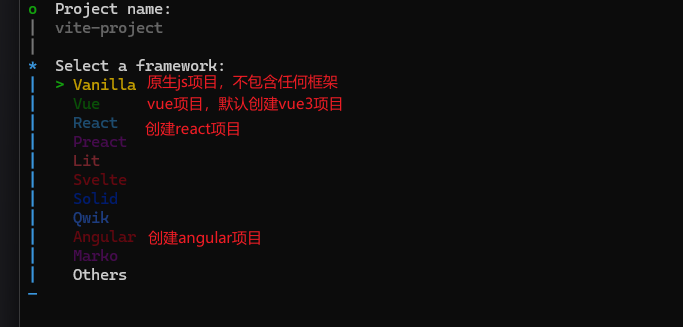 o Project name:
vite-project
* Select a framework:
> Vanilla 原生js项目，不包含任何框架
Vue vue项目，默认创建vue3项目
React 创建react项目
Preact
Lit
Svelte
Solid
Qwik
Angular 创建angular项目
Marko
Others